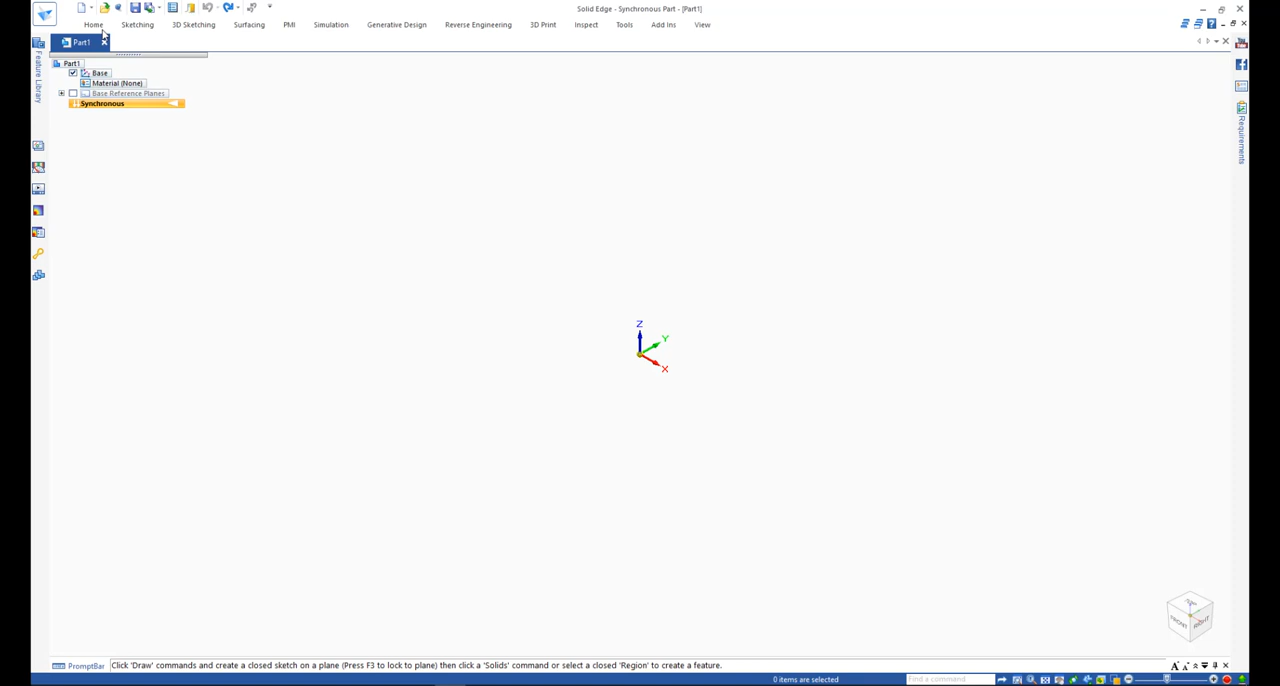 Solid Edge - Synchronous Part - [Part1]
Home Sketching 3D Sketching Surfacing PMI Simulation Generative Design Reverse Engineering 3D Print Inspect Tools Add Ins View
Part1
Feature Library
Part1
Base
Material (None)
Base Reference Planes
Synchronous
Requirements
Z
Y
X
FRONT
RIGHT
PromptBar
Click 'Draw' commands and create a closed sketch on a plane (Press F3 to lock to plane) then click a 'Solids' command or select a closed 'Region' to create a feature.
0 items are selected
Find a command